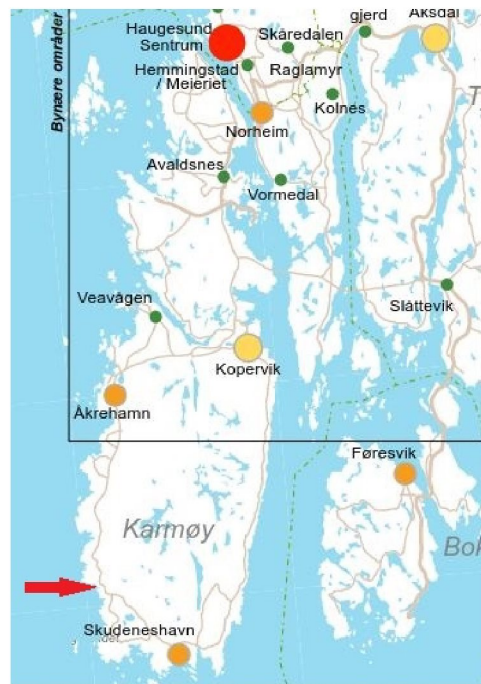 gjerd
Aksdal
Haugesund
Sentrum
Skåredalen
Hemmingstad
/ Meieriet
Raglamyr
Kolnes
Norheim
Bynære områder
Avaldsnes
Vormedal
Veavågen
Slåttevik
Kopervik
Åkrehamn
Føresvik
Karmøy
Bok
Skudeneshavn